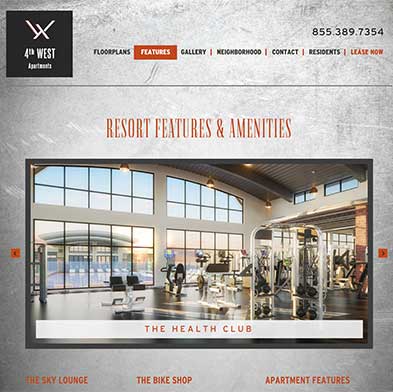 855.389.7354
4th WEST
Apartments
FLOORPLANS FEATURES GALLERY NEIGHBORHOOD CONTACT RESIDENTS LEASE NOW
RESORT FEATURES & AMENITIES
THE HEALTH CLUB
THE SKY LOUNGE THE BIKE SHOP APARTMENT FEATURES